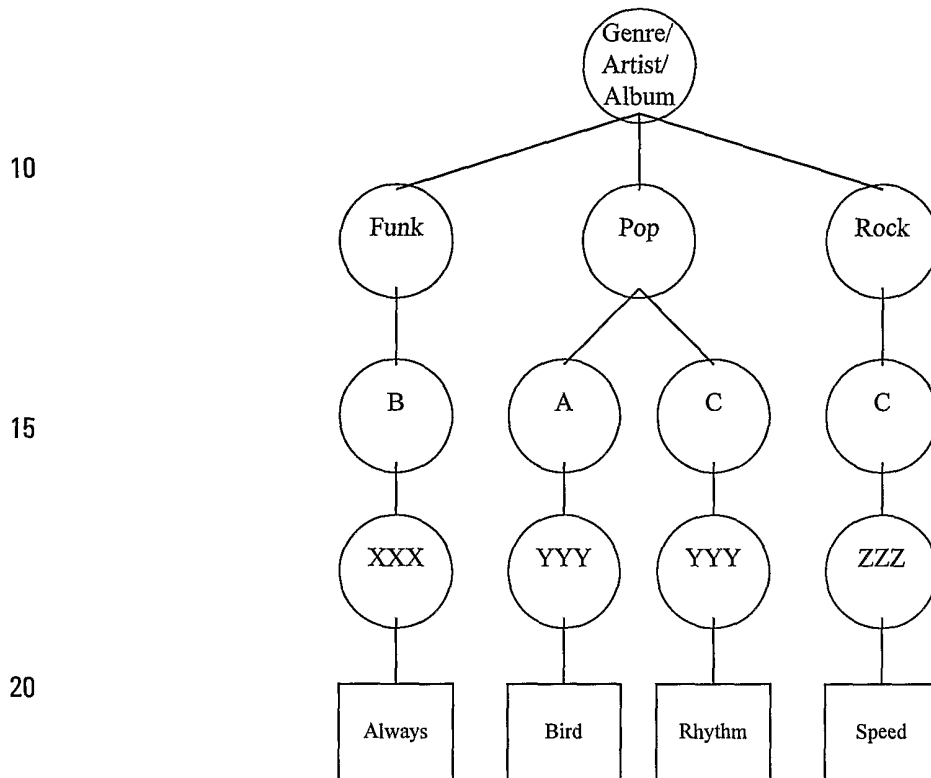 Genre/
Artist/
Album
10
Funk Pop Rock
B A C C
15
XXX YYY YYY ZZZ
20
Always Bird Rhythm Speed